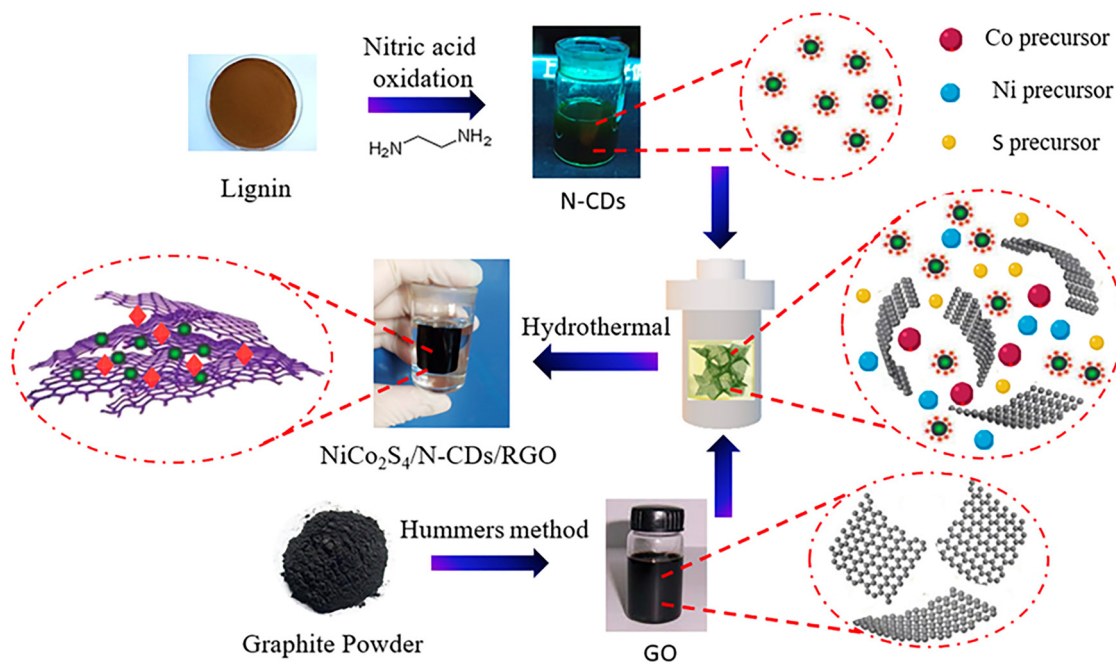 Nitric acid
oxidation
H₂N
NH₂
Lignin
N-CDs
Co precursor
Ni precursor
S precursor
Hydrothermal
NiCo₂S₄/N-CDs/RGO
Hummers method
Graphite Powder
GO